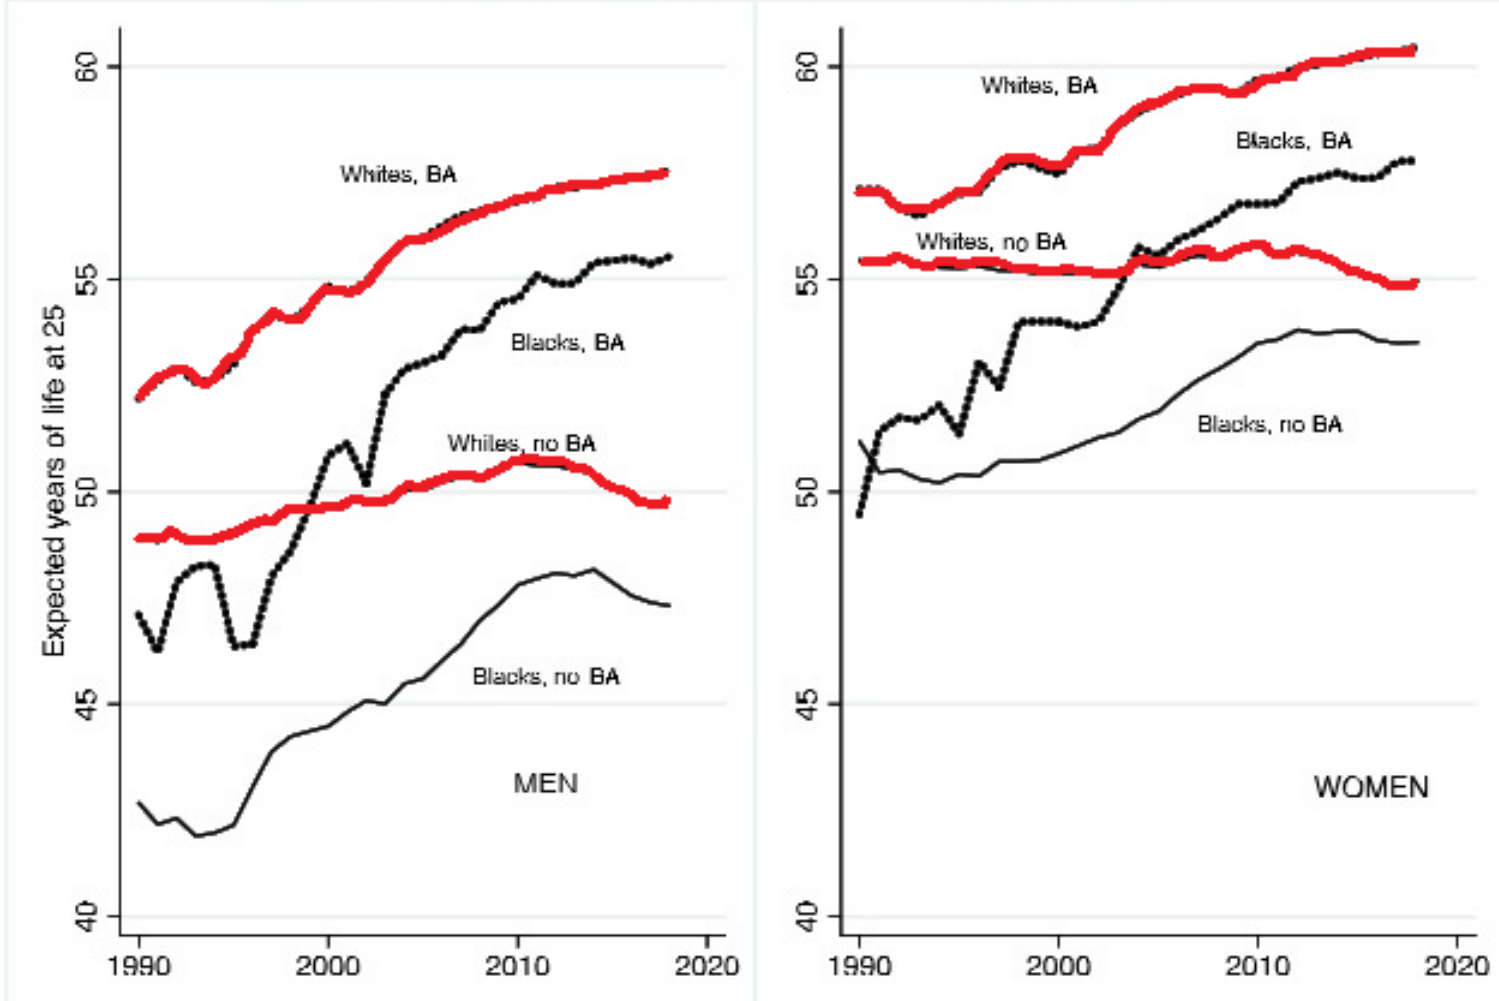 Expected years of life at 25
60
55
50
45
40
Whites, BA
Blacks, BA
Whites, no BA
Blacks, no BA
MEN
1990 2000 2010 2020
60
55
50
45
40
Whites, BA
Blacks, BA
Whites, no BA
Blacks, no BA
WOMEN
1990 2000 2010 2020